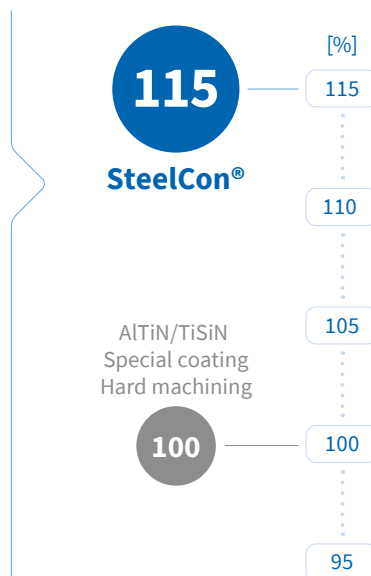 [%]
115
115
SteelCon®
110
105
AlTiN/TiSiN
Special coating
Hard machining
100
100
95